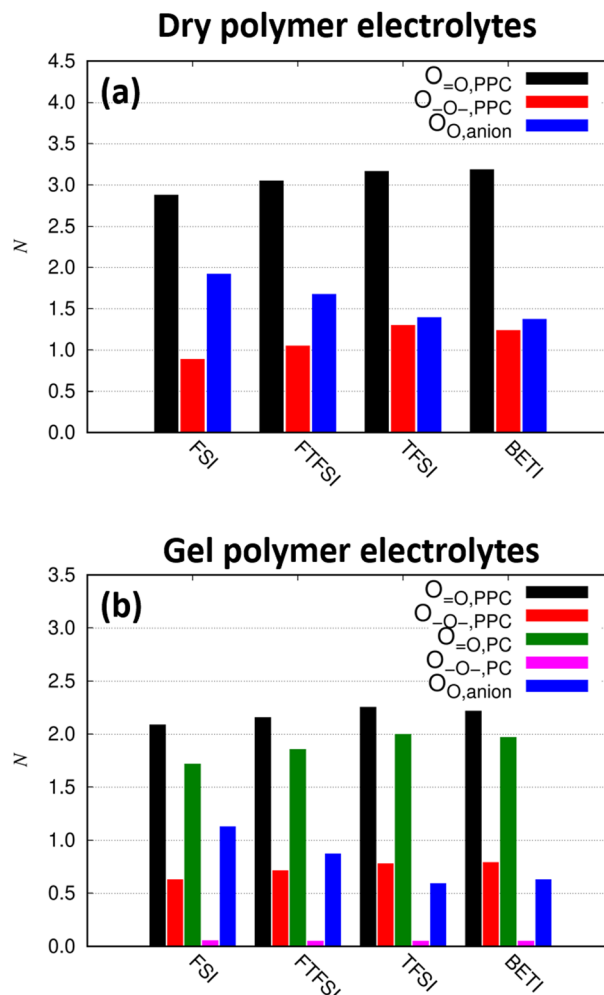 Dry polymer electrolytes
4.5
4.0
3.5
3.0
2.5
2.0
1.5
1.0
0.5
0.0
N
(a)
O=O,PPC
O–O–,PPC
OO,anion
FSI
FTFSI
TFSI
BETI
Gel polymer electrolytes
3.5
3.0
2.5
2.0
1.5
1.0
0.5
0.0
N
(b)
O=O,PPC
O–O–,PPC
O=O,PC
O–O–,PC
OO,anion
FSI
FTFSI
TFSI
BETI